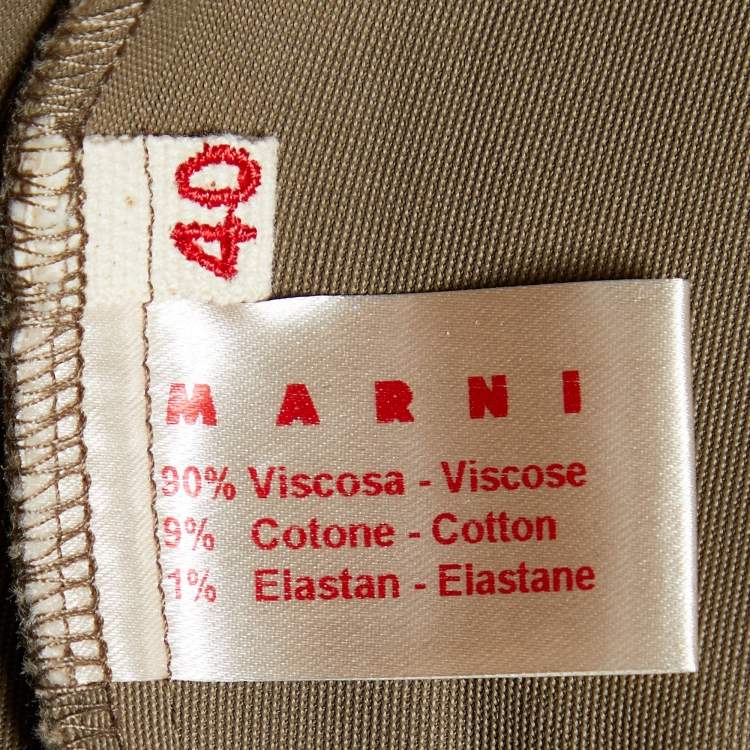 40
MARNI
90% Viscosa - Viscose
9% Cotone - Cotton
1% Elastan - Elastane